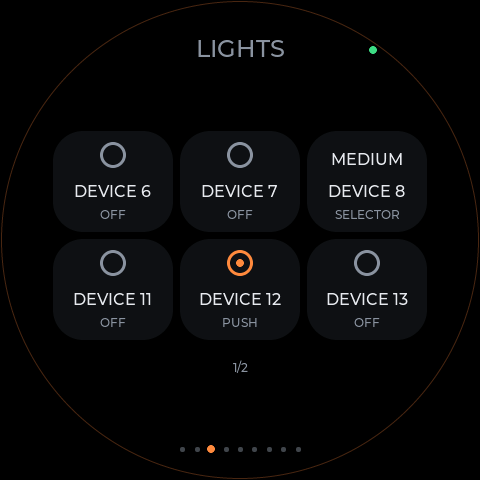 LIGHTS
DEVICE 6
OFF
DEVICE 7
OFF
MEDIUM
DEVICE 8
SELECTOR
DEVICE 11
OFF
DEVICE 12
PUSH
DEVICE 13
OFF
1/2